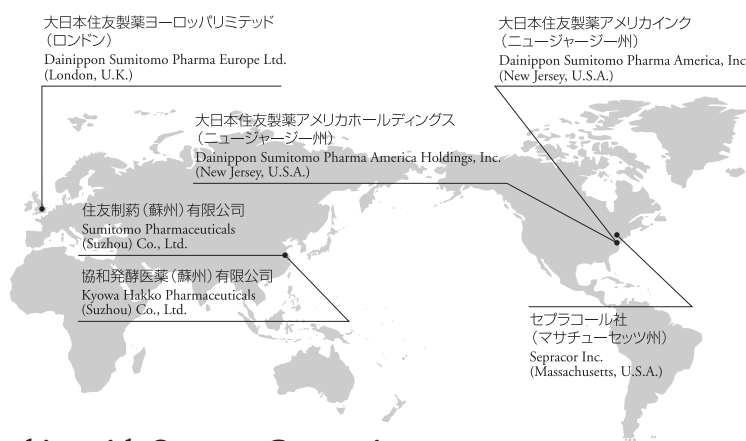 大日本住友製薬ヨーロッパリミテッド
（ロンドン）
Dainippon Sumitomo Pharma Europe Ltd.
(London, U.K.)
大日本住友製薬アメリカインク
（ニュージャージー州）
Dainippon Sumitomo Pharma America, Inc
(New Jersey, U.S.A.)
大日本住友製薬アメリカホールディングス
（ニュージャージー州）
Dainippon Sumitomo Pharma America Holdings, Inc.
(New Jersey, U.S.A.)
住友制葯（蘇州）有限公司
Sumitomo Pharmaceuticals
(Suzhou) Co., Ltd.
協和発酵医薬（蘇州）有限公司
Kyowa Hakko Pharmaceuticals
(Suzhou) Co., Ltd.
セプラコール社
（マサチューセッツ州）
Sepracor Inc.
(Massachusetts, U.S.A.)